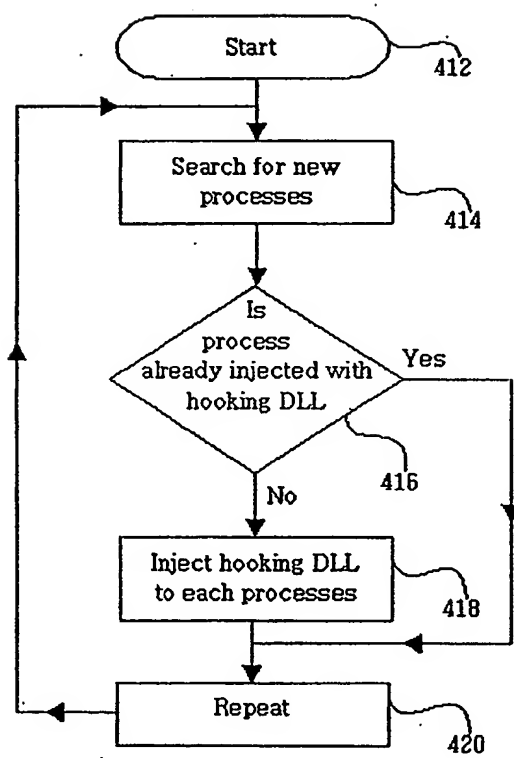 Start
412
Search for new
processes
414
Is
process
already injected with
hooking DLL
Yes
416
No
Inject hooking DLL
to each processes
418
Repeat
420